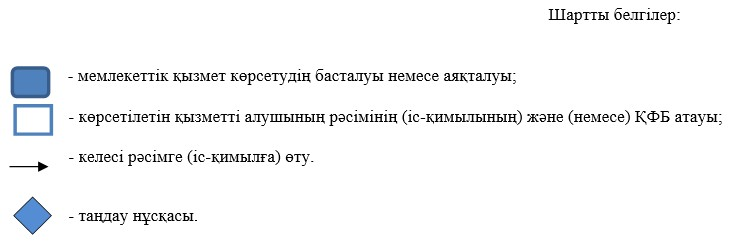 Шартты белгілер:
- мемлекеттік қызмет көрсетудің басталуы немесе аяқталуы;
- көрсетілетін қызметті алушының рәсімінің (іс-қимылының) және (немесе) ҚФБ атауы;
- келесі рәсімге (іс-қимылға) өту.
- таңдау нұсқасы.